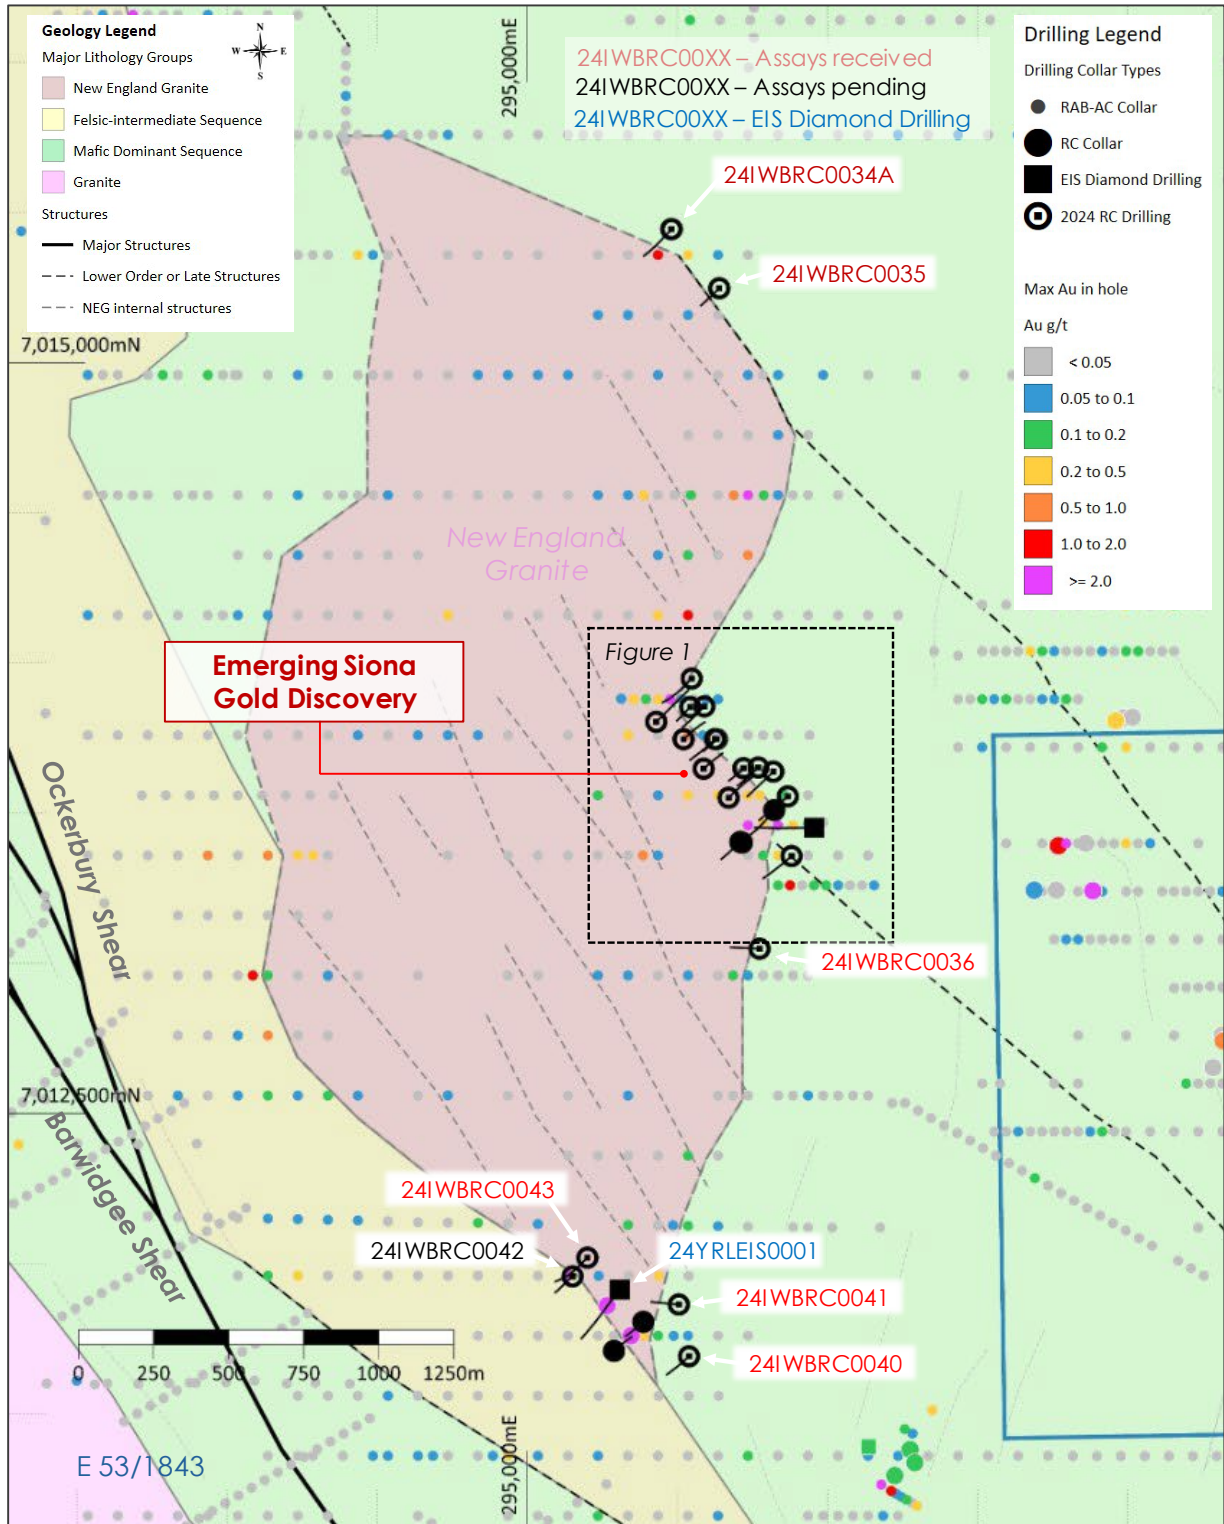 Geology Legend
Major Lithology Groups
New England Granite
Felsic-intermediate Sequence
Mafic Dominant Sequence
Granite
Structures
Major Structures
Lower Order or Late Structures
NEG internal structures
N
W
E
S
295,000mE
24IWBRC00XX – Assays received
24IWBRC00XX – Assays pending
24IWBRC00XX – EIS Diamond Drilling
Drilling Legend
Drilling Collar Types
RAB-AC Collar
RC Collar
EIS Diamond Drilling
2024 RC Drilling
Max Au in hole
Au g/t
< 0.05
0.05 to 0.1
0.1 to 0.2
0.2 to 0.5
0.5 to 1.0
1.0 to 2.0
>= 2.0
24IWBRC0034A
24IWBRC0035
7,015,000mN
New England
Granite
Figure 1
Emerging Siona
Gold Discovery
Ockerbury Shear
24IWBRC0036
7,012,500mN
Barwidgee Shear
24IWBRC0043
24IWBRC0042
24YRLEIS0001
24IWBRC0041
24IWBRC0040
0 250 500 750 1000 1250m
295,000mE
E 53/1843